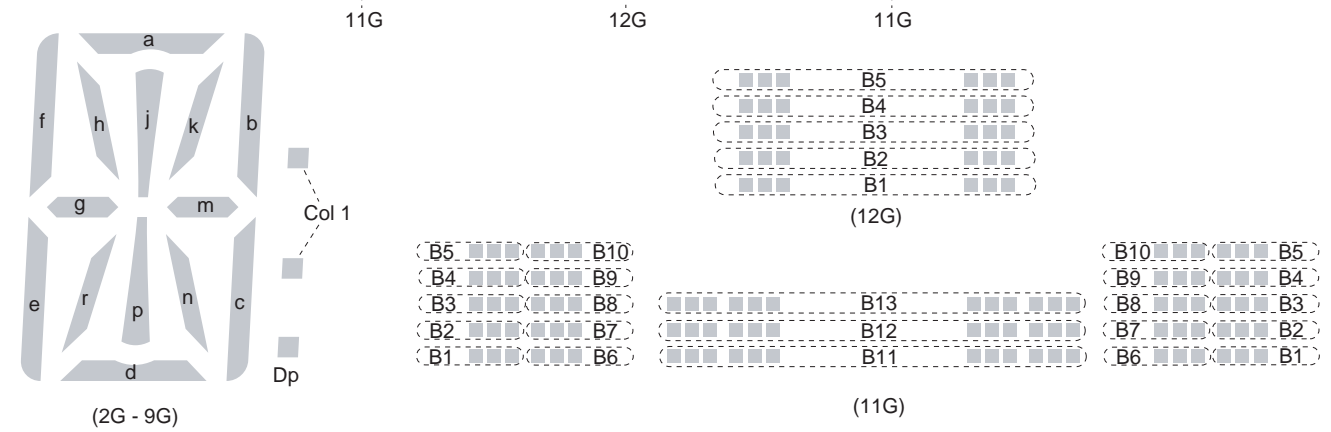 11G 12G 11G
a
f h j k b
g m
Col 1
e r p n c
d
Dp
(2G - 9G)
B5
B4
B3
B2
B1
(12G)
B5 B10 B10 B5
B4 B9 B9 B4
B3 B8 B13 B8 B3
B2 B7 B12 B7 B2
B1 B6 B11 B6 B1
(11G)